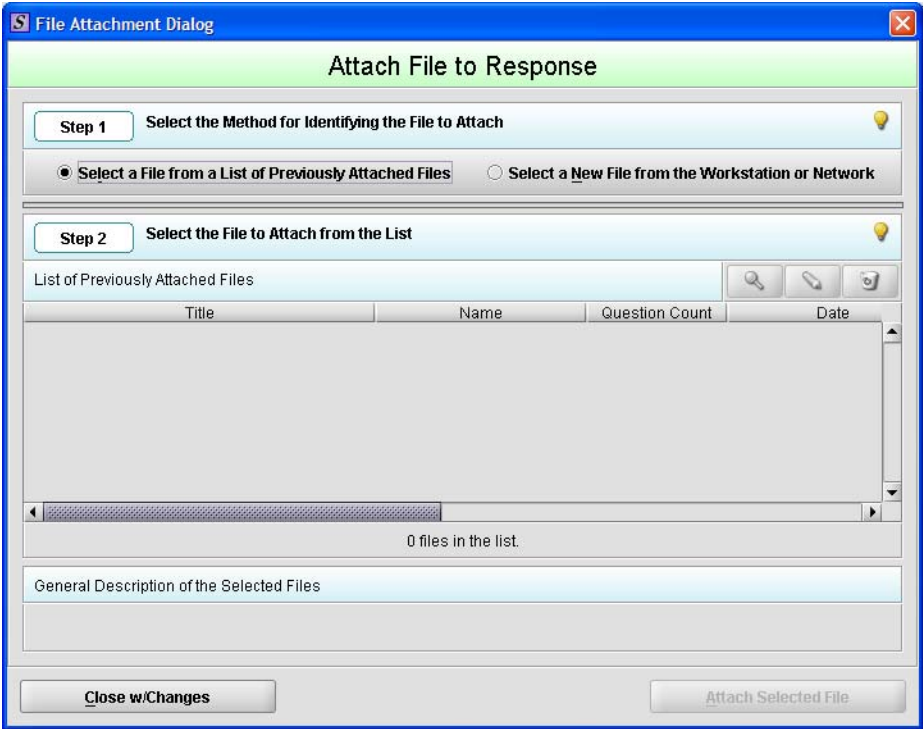 S File Attachment Dialog
Attach File to Response
Step 1 Select the Method for Identifying the File to Attach
Select a File from a List of Previously Attached Files Select a New File from the Workstation or Network
Step 2 Select the File to Attach from the List
List of Previously Attached Files
Title Name Question Count Date
0 files in the list.
General Description of the Selected Files
Close w/Changes Attach Selected File